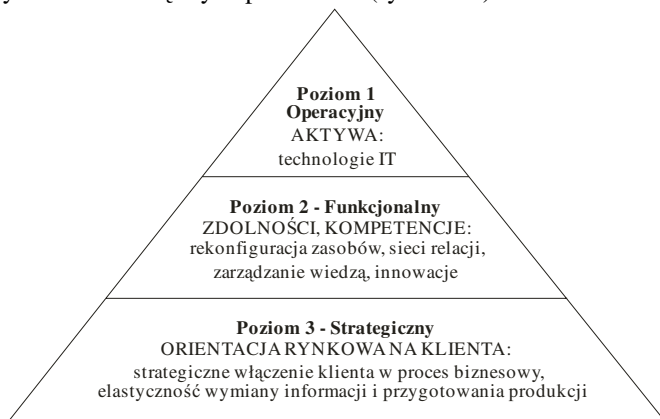 Poziom 1
Operacyjny
AKTYWA:
technologie IT
Poziom 2 - Funkcjonalny
ZDOLNOŚCI, KOMPETENCJE:
rekonfiguracja zasobów, sieci relacji,
zarządzanie wiedzą, innowacje
Poziom 3 - Strategiczny
ORIENTACJA RYNKOWA NA KLIENTA:
strategiczne włączenie klienta w proces biznesowy,
elastyczność wymiany informacji i przygotowania produkcji